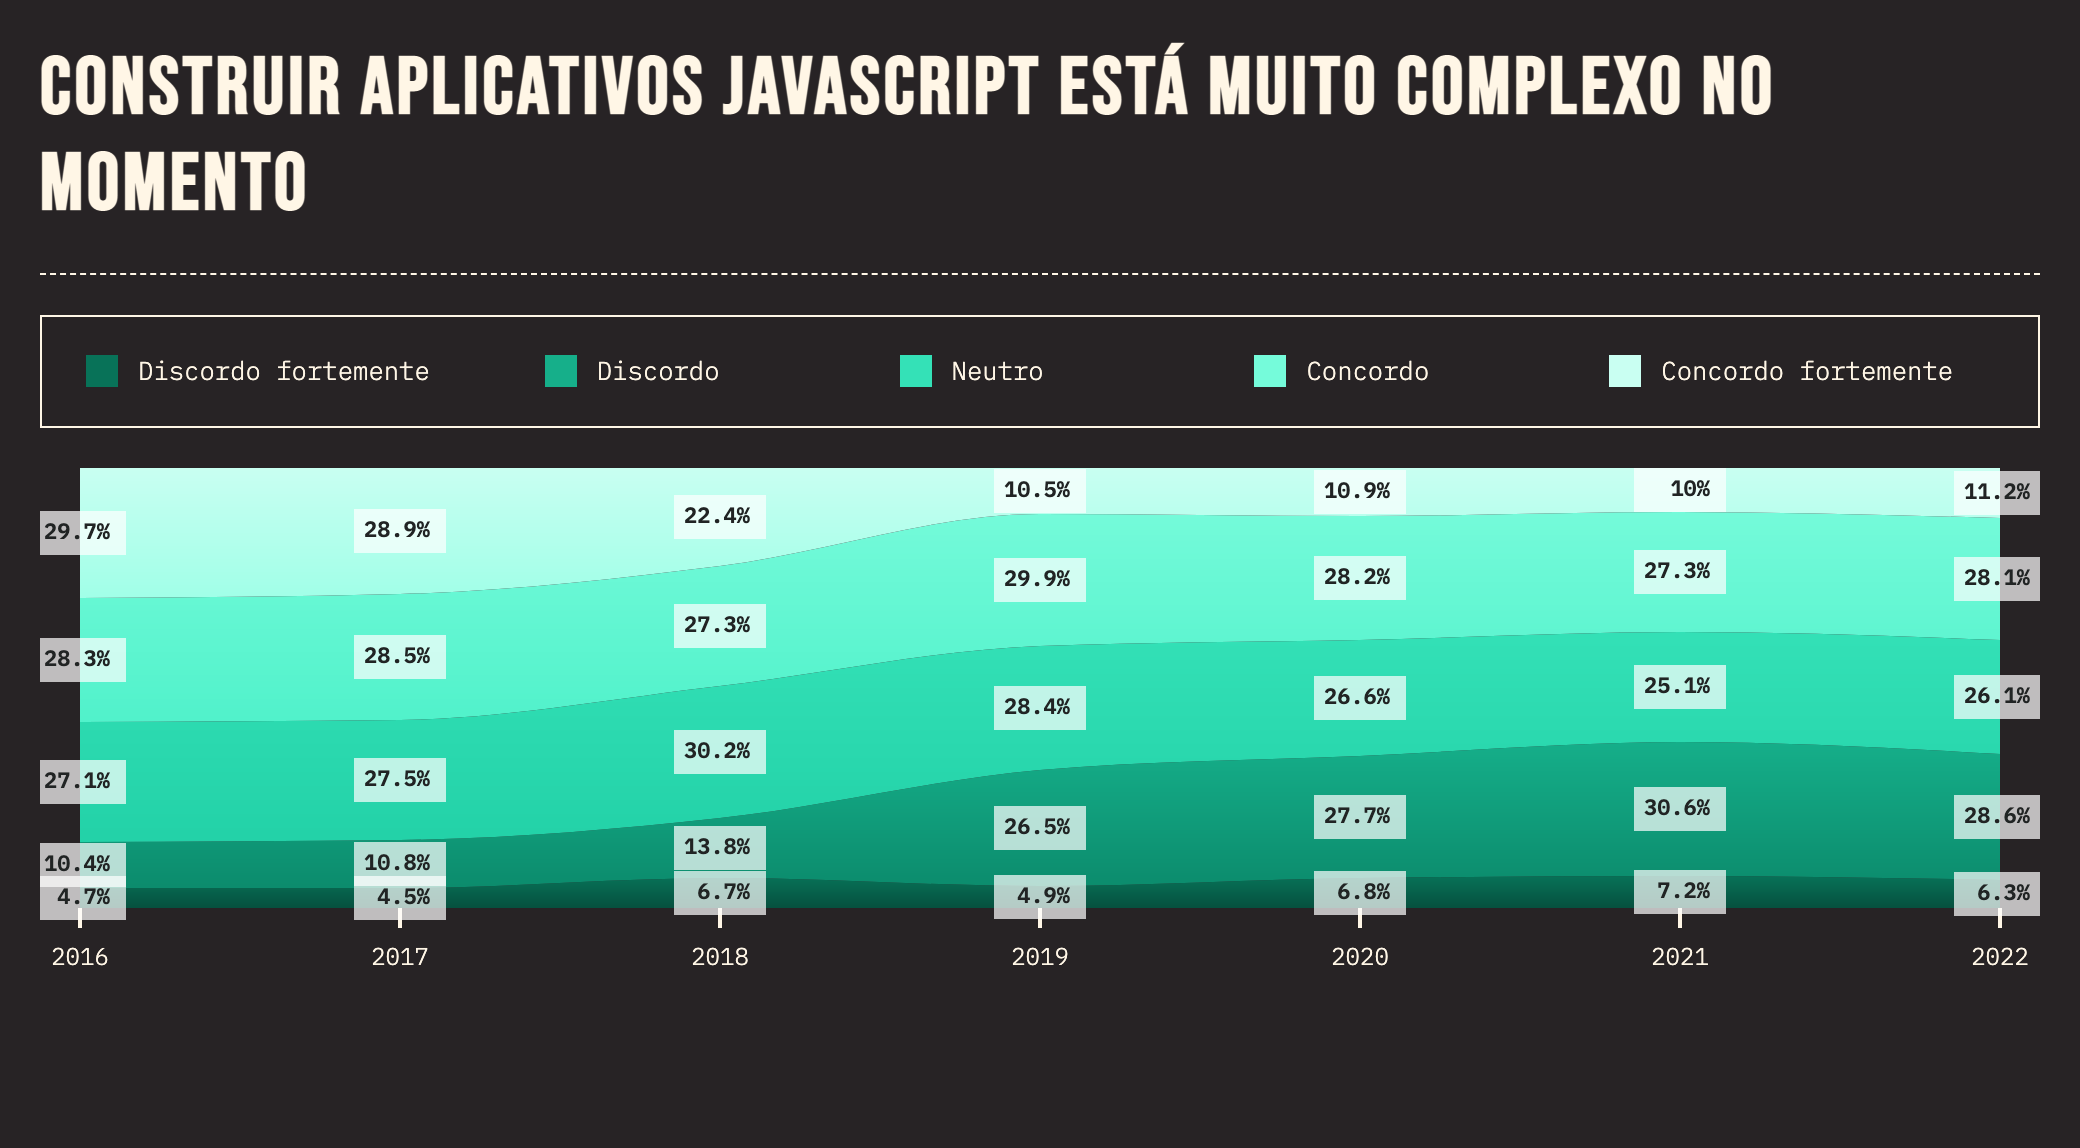 CONSTRUIR APLICATIVOS JAVASCRIPT ESTÁ MUITO COMPLEXO NO
MOMENTO
Discordo fortemente Discordo Neutro Concordo Concordo fortemente
29.7% 28.9% 22.4% 10.5% 10.9% 10% 11.2%
28.3% 28.5% 27.3% 29.9% 28.2% 27.3% 28.1%
27.1% 27.5% 30.2% 28.4% 26.6% 25.1% 26.1%
10.4% 10.8% 13.8% 26.5% 27.7% 30.6% 28.6%
4.7% 4.5% 6.7% 4.9% 6.8% 7.2% 6.3%
2016 2017 2018 2019 2020 2021 2022